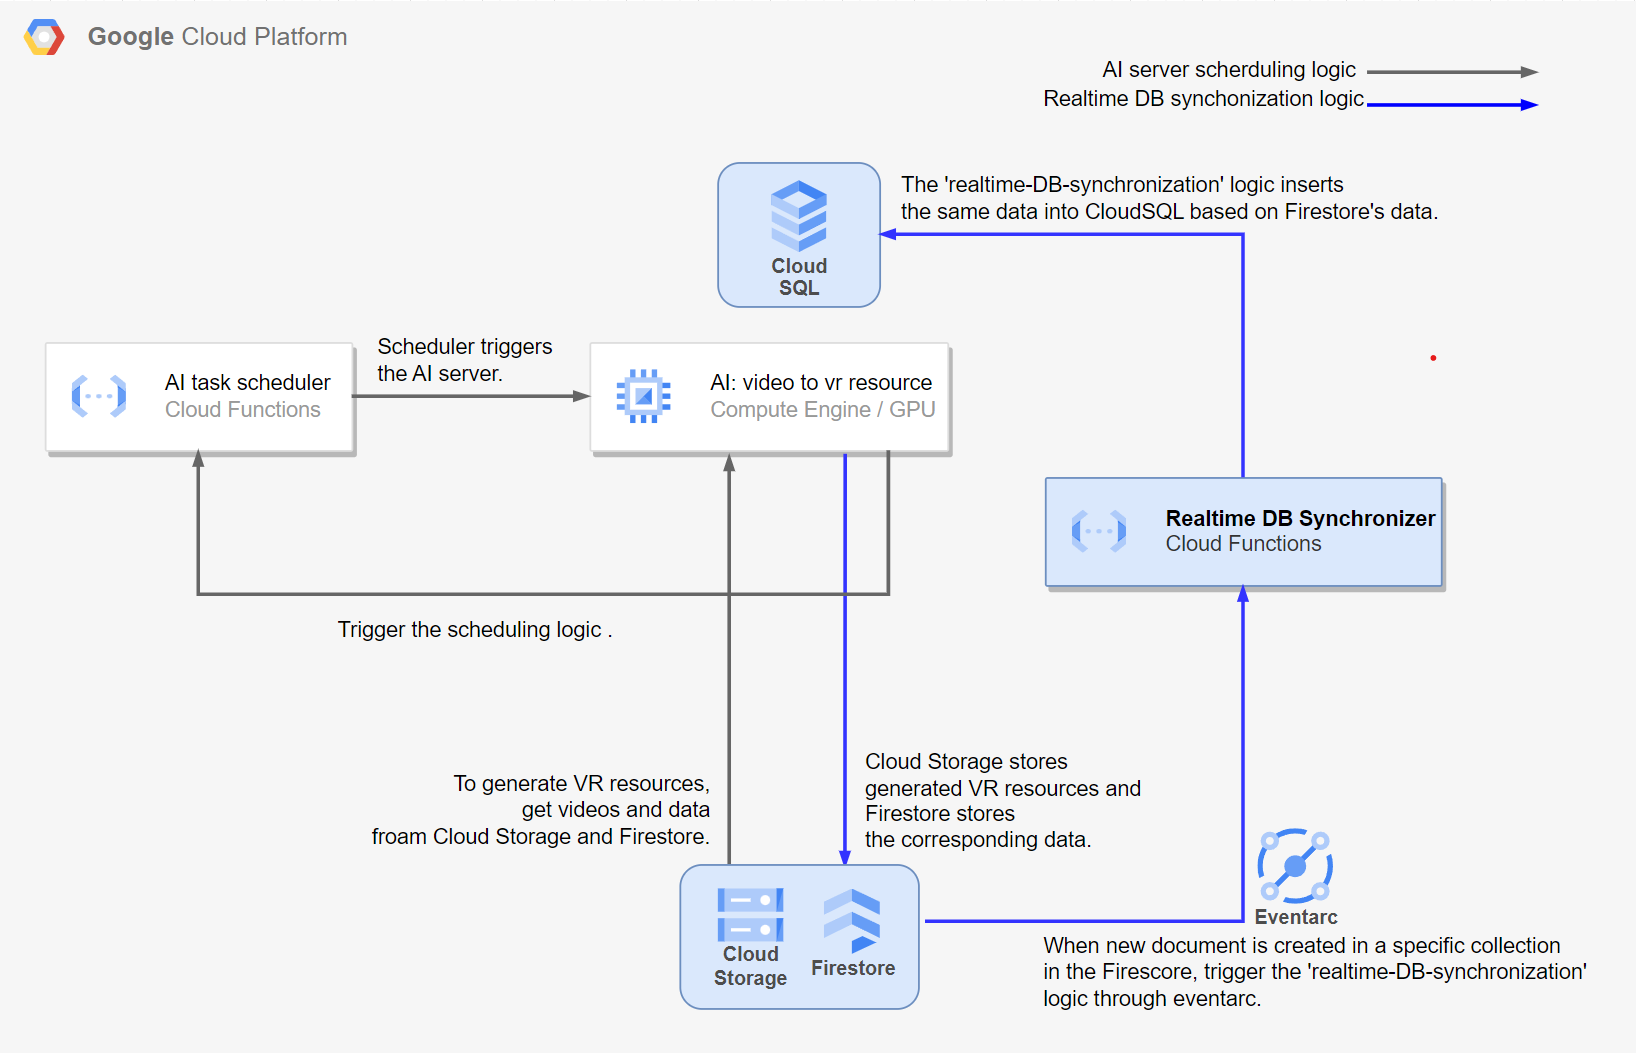 Google Cloud Platform
AI server scherduling logic
Realtime DB synchonization logic
The 'realtime-DB-synchronization' logic inserts
the same data into CloudSQL based on Firestore's data.
Cloud
SQL
Scheduler triggers
the AI server.
AI task scheduler
Cloud Functions
AI: video to vr resource
Compute Engine / GPU
Realtime DB Synchronizer
Cloud Functions
Trigger the scheduling logic .
To generate VR resources,
get videos and data
froam Cloud Storage and Firestore.
Cloud Storage stores
generated VR resources and
Firestore stores
the corresponding data.
Cloud
Storage
Firestore
Eventarc
When new document is created in a specific collection
in the Firescore, trigger the 'realtime-DB-synchronization'
logic through eventarc.